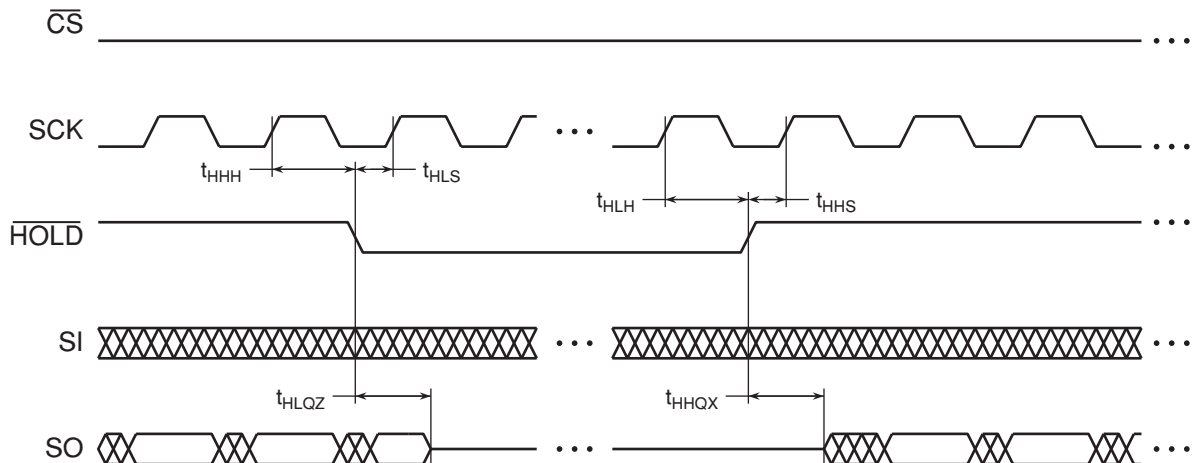 CS
SCK
tHHH
tHLS
tHLH
tHHS
HOLD
SI
tHLQZ
tHHQX
SO